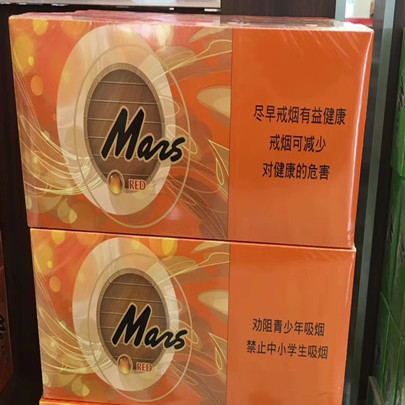 Mars
RED
尽早戒烟有益健康
戒烟可减少
对健康的危害
Mars
RED
劝阻青少年吸烟
禁止中小学生吸烟